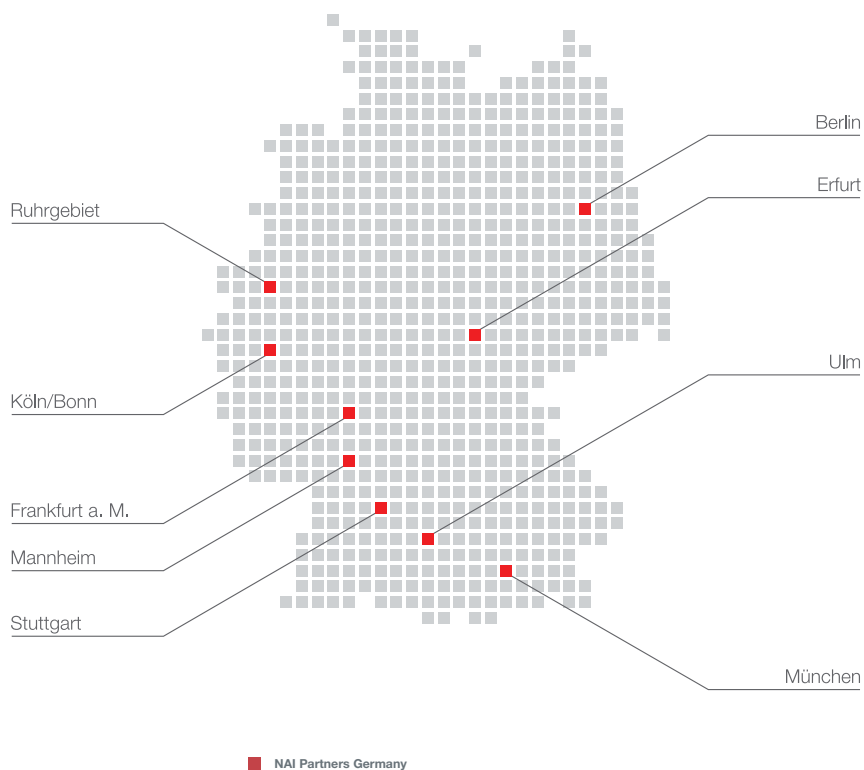 Berlin
Erfurt
Ruhrgebiet
Ulm
Köln/Bonn
Frankfurt a. M.
Mannheim
Stuttgart
München
NAI Partners Germany